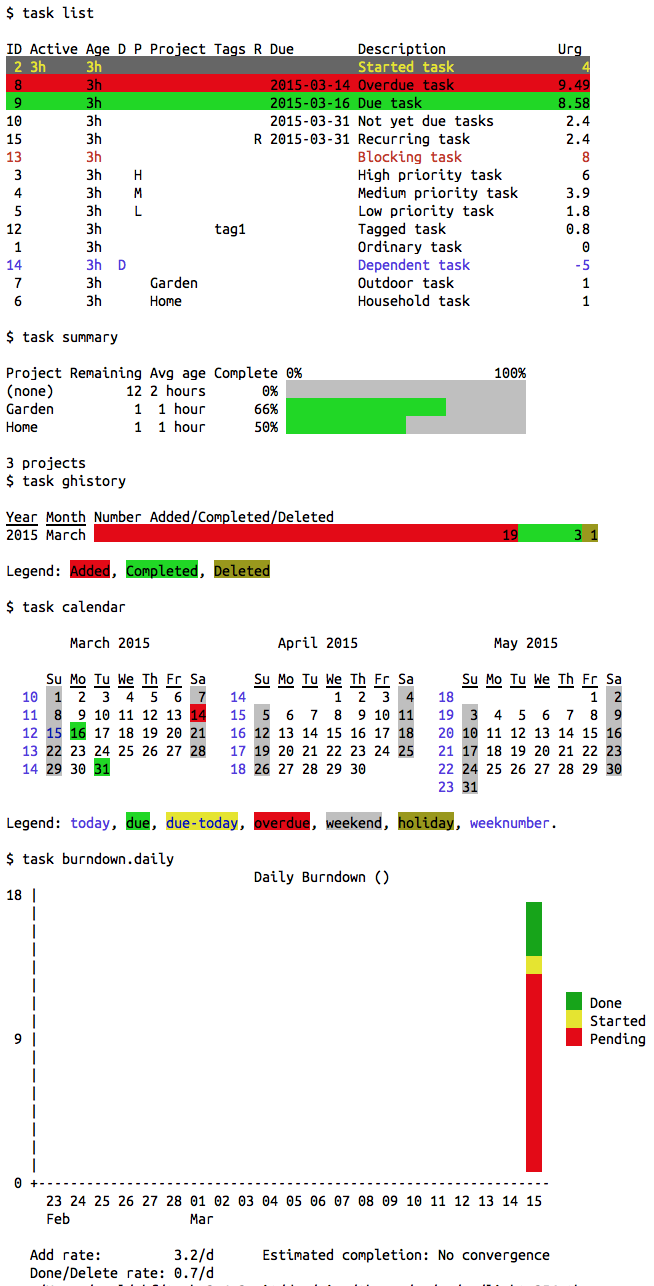 $ task list
ID Active Age D P Project Tags R Due Description Urg
2 3h 3h Started task 4
8 3h 2015-03-14 Overdue task 9.49
9 3h 2015-03-16 Due task 8.58
10 3h 2015-03-31 Not yet due tasks 2.4
15 3h R 2015-03-31 Recurring task 2.4
13 3h Blocking task 8
3 3h H High priority task 6
4 3h M Medium priority task 3.9
5 3h L Low priority task 1.8
12 3h tag1 Tagged task 0.8
1 3h Ordinary task 0
14 3h D Dependent task -5
7 3h Garden Outdoor task 1
6 3h Home Household task 1
$ task summary
Project Remaining Avg age Complete 0% 100%
(none) 12 2 hours 0%
Garden 1 1 hour 66%
Home 1 1 hour 50%
3 projects
$ task ghistory
Year Month Number Added/Completed/Deleted
2015 March 19 3 1
Legend: Added, Completed, Deleted
$ task calendar
March 2015 April 2015 May 2015
Su Mo Tu We Th Fr Sa Su Mo Tu We Th Fr Sa Su Mo Tu We Th Fr Sa
10 1 2 3 4 5 6 7 14 1 2 3 4 18 1 2
11 8 9 10 11 12 13 14 15 5 6 7 8 9 10 11 19 3 4 5 6 7 8 9
12 15 16 17 18 19 20 21 16 12 13 14 15 16 17 18 20 10 11 12 13 14 15 16
13 22 23 24 25 26 27 28 17 19 20 21 22 23 24 25 21 17 18 19 20 21 22 23
14 29 30 31 18 26 27 28 29 30 22 24 25 26 27 28 29 30
23 31
Legend: today, due, due-today, overdue, weekend, holiday, weeknumber.
$ task burndown.daily
Daily Burndown ()
18
Done
Started
9 Pending
0 +----------------------------------------------------------------
23 24 25 26 27 28 01 02 03 04 05 06 07 08 09 10 11 12 13 14 15
Feb Mar
Add rate: 3.2/d Estimated completion: No convergence
Done/Delete rate: 0.7/d